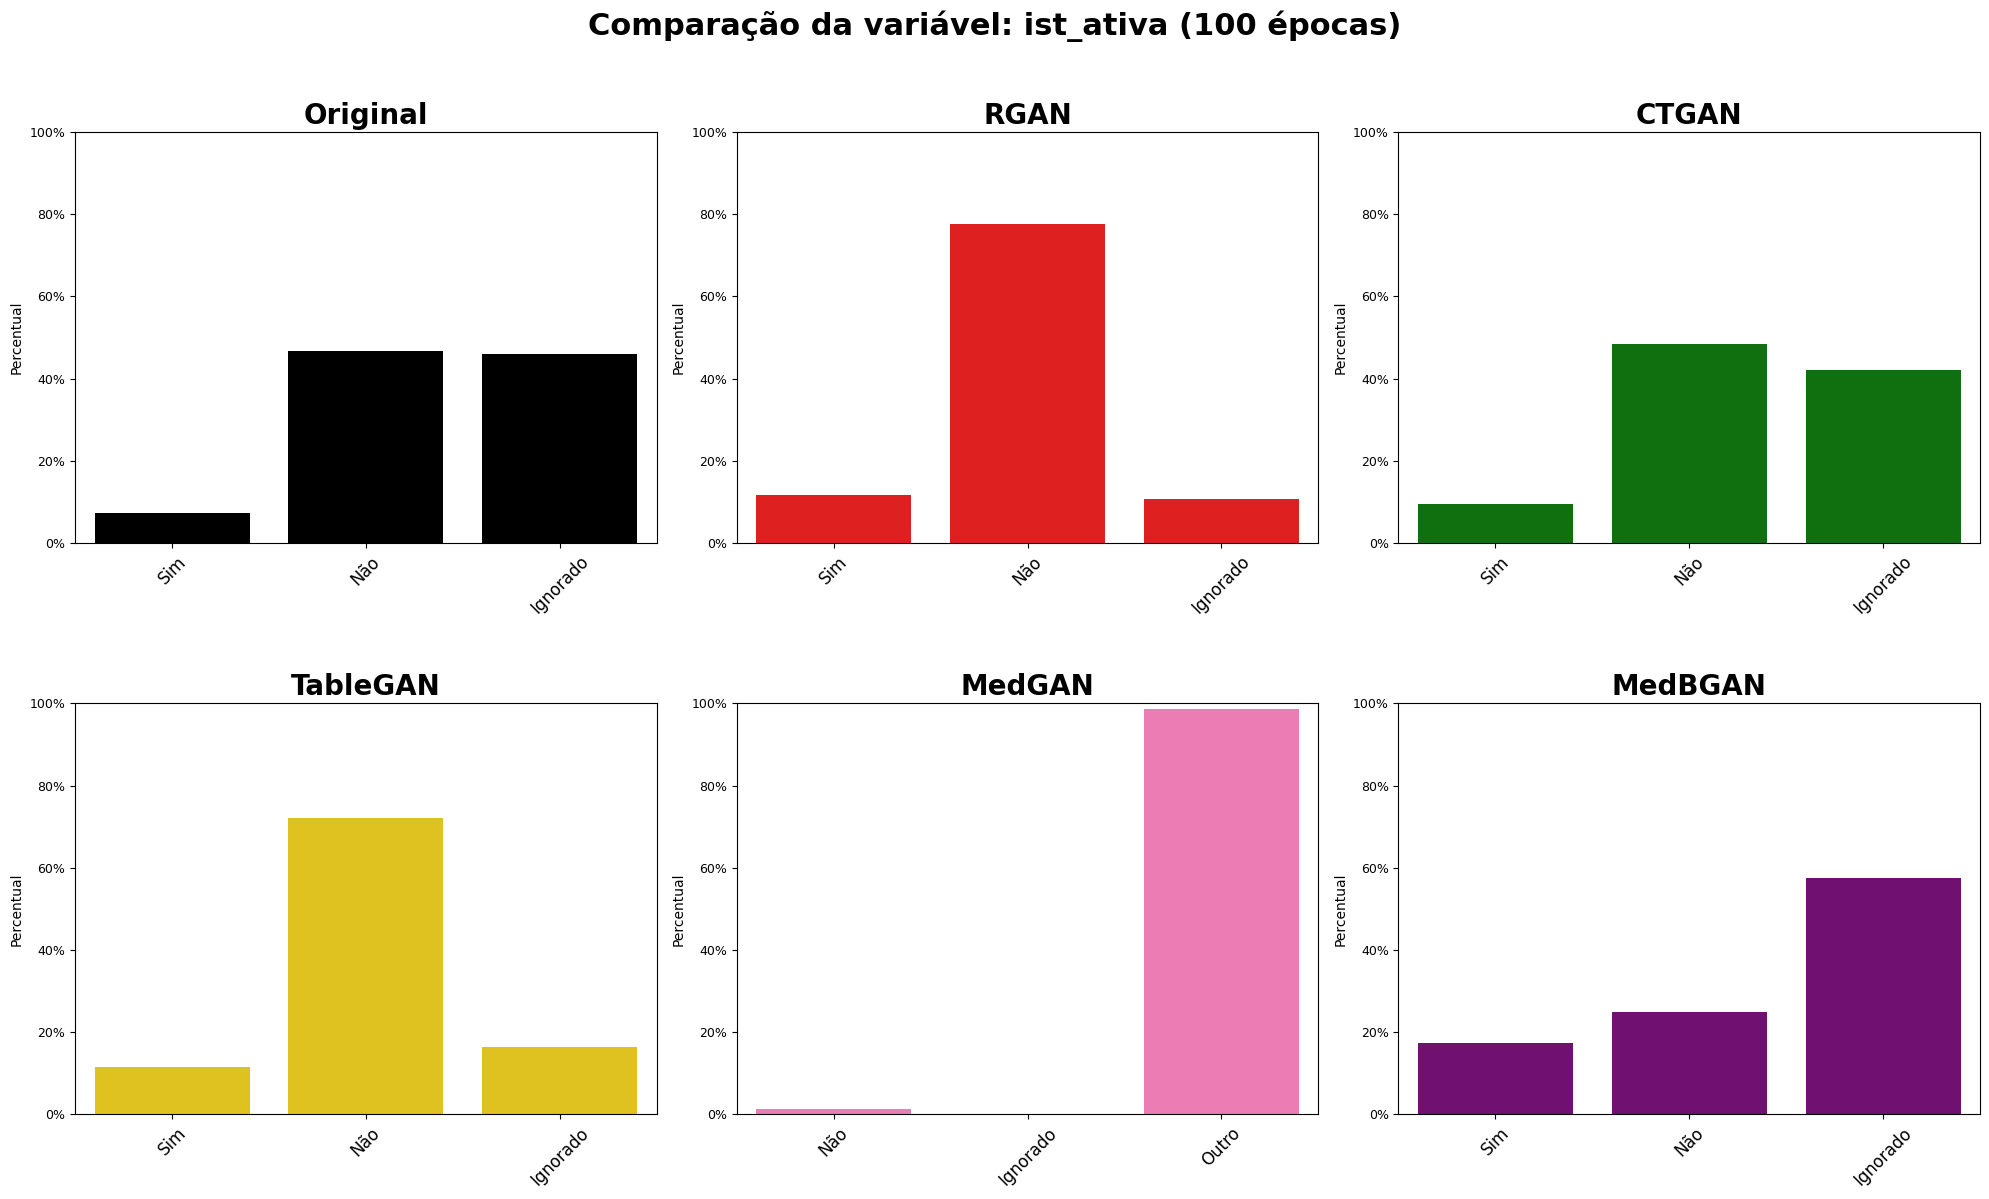 Comparação da variável: ist_ativa (100 épocas)
Original
Percentual
100%
80%
60%
40%
20%
0%
Sim
Não
Ignorado
RGAN
Percentual
100%
80%
60%
40%
20%
0%
Sim
Não
Ignorado
CTGAN
Percentual
100%
80%
60%
40%
20%
0%
Sim
Não
Ignorado
TableGAN
Percentual
100%
80%
60%
40%
20%
0%
Sim
Não
Ignorado
MedGAN
Percentual
100%
80%
60%
40%
20%
0%
Não
Ignorado
Outro
MedBGAN
Percentual
100%
80%
60%
40%
20%
0%
Sim
Não
Ignorado